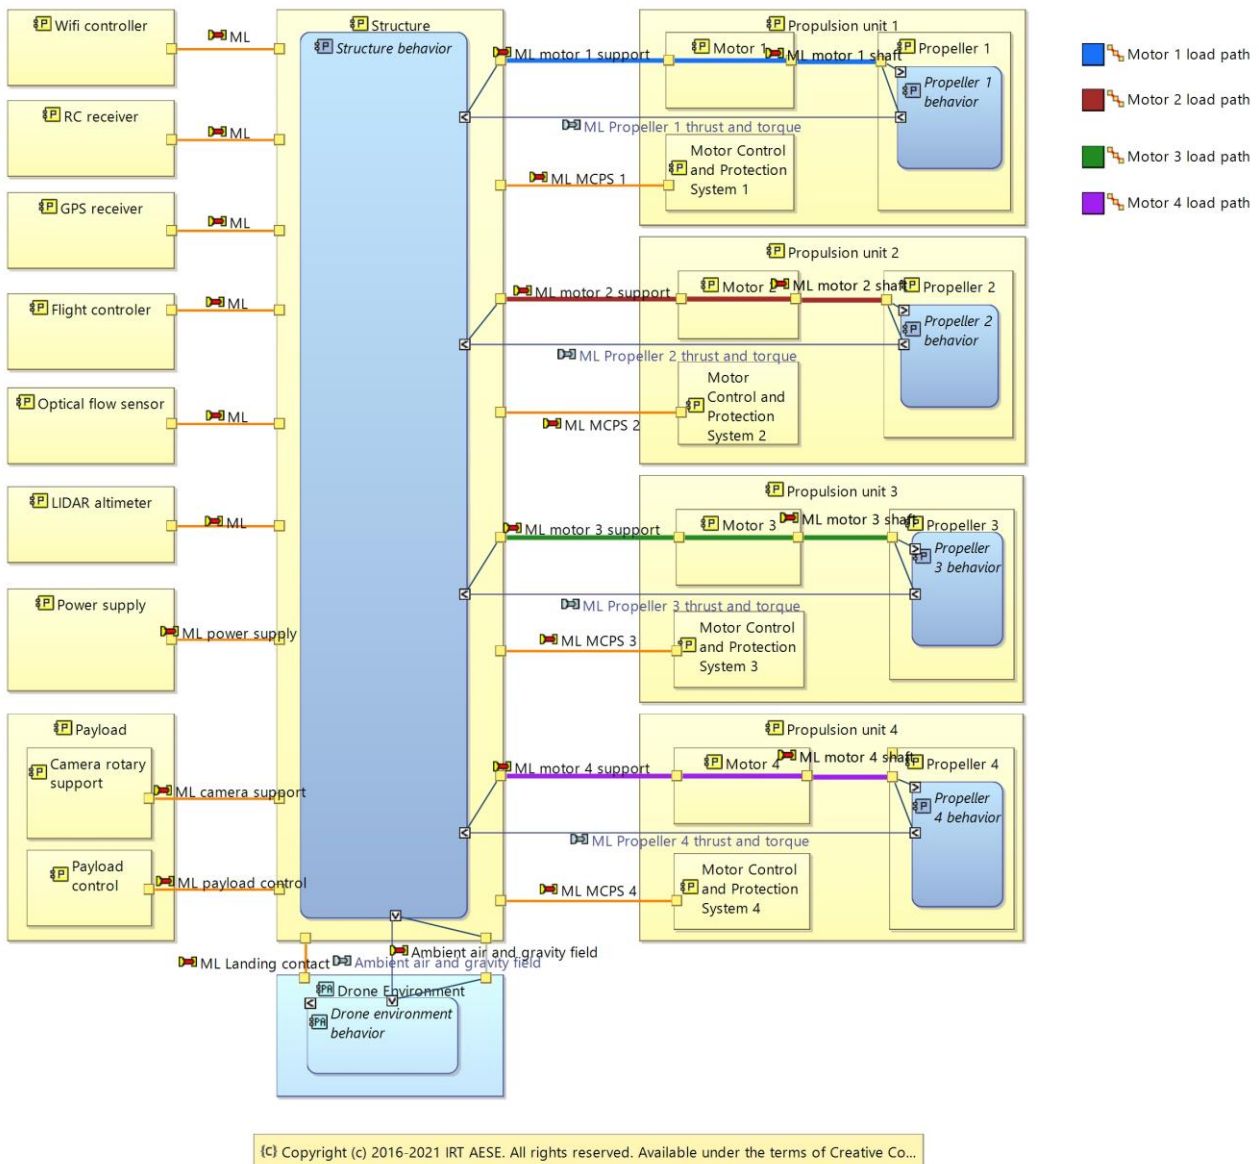 Wifi controller
ML
RC receiver
ML
GPS receiver
ML
Flight controler
ML
Optical flow sensor
ML
LIDAR altimeter
ML
Power supply
ML power supply
Payload
Camera rotary
support
ML camera support
Payload
control
ML payload control
Structure
Structure behavior
Propulsion unit 1
ML motor 1 support
Motor 1
ML motor 1 shaft
Propeller 1
Propeller 1
behavior
ML Propeller 1 thrust and torque
ML MCPS 1
Motor Control
and Protection
System 1
Propulsion unit 2
ML motor 2 support
Motor 2
ML motor 2 shaft
Propeller 2
Propeller 2
behavior
ML Propeller 2 thrust and torque
ML MCPS 2
Motor
Control and
Protection
System 2
Propulsion unit 3
ML motor 3 support
Motor 3
ML motor 3 shaft
Propeller 3
Propeller
3 behavior
ML Propeller 3 thrust and torque
ML MCPS 3
Motor Control
and Protection
System 3
Propulsion unit 4
ML motor 4 support
Motor 4
ML motor 4 shaft
Propeller 4
Propeller
4 behavior
ML Propeller 4 thrust and torque
ML MCPS 4
Motor Control
and Protection
System 4
Motor 1 load path
Motor 2 load path
Motor 3 load path
Motor 4 load path
Ambient air and gravity field
ML Landing contact
Ambient air and gravity field
Drone Environment
Drone environment
behavior
{c} Copyright (c) 2016-2021 IRT AESE. All rights reserved. Available under the terms of Creative Co...